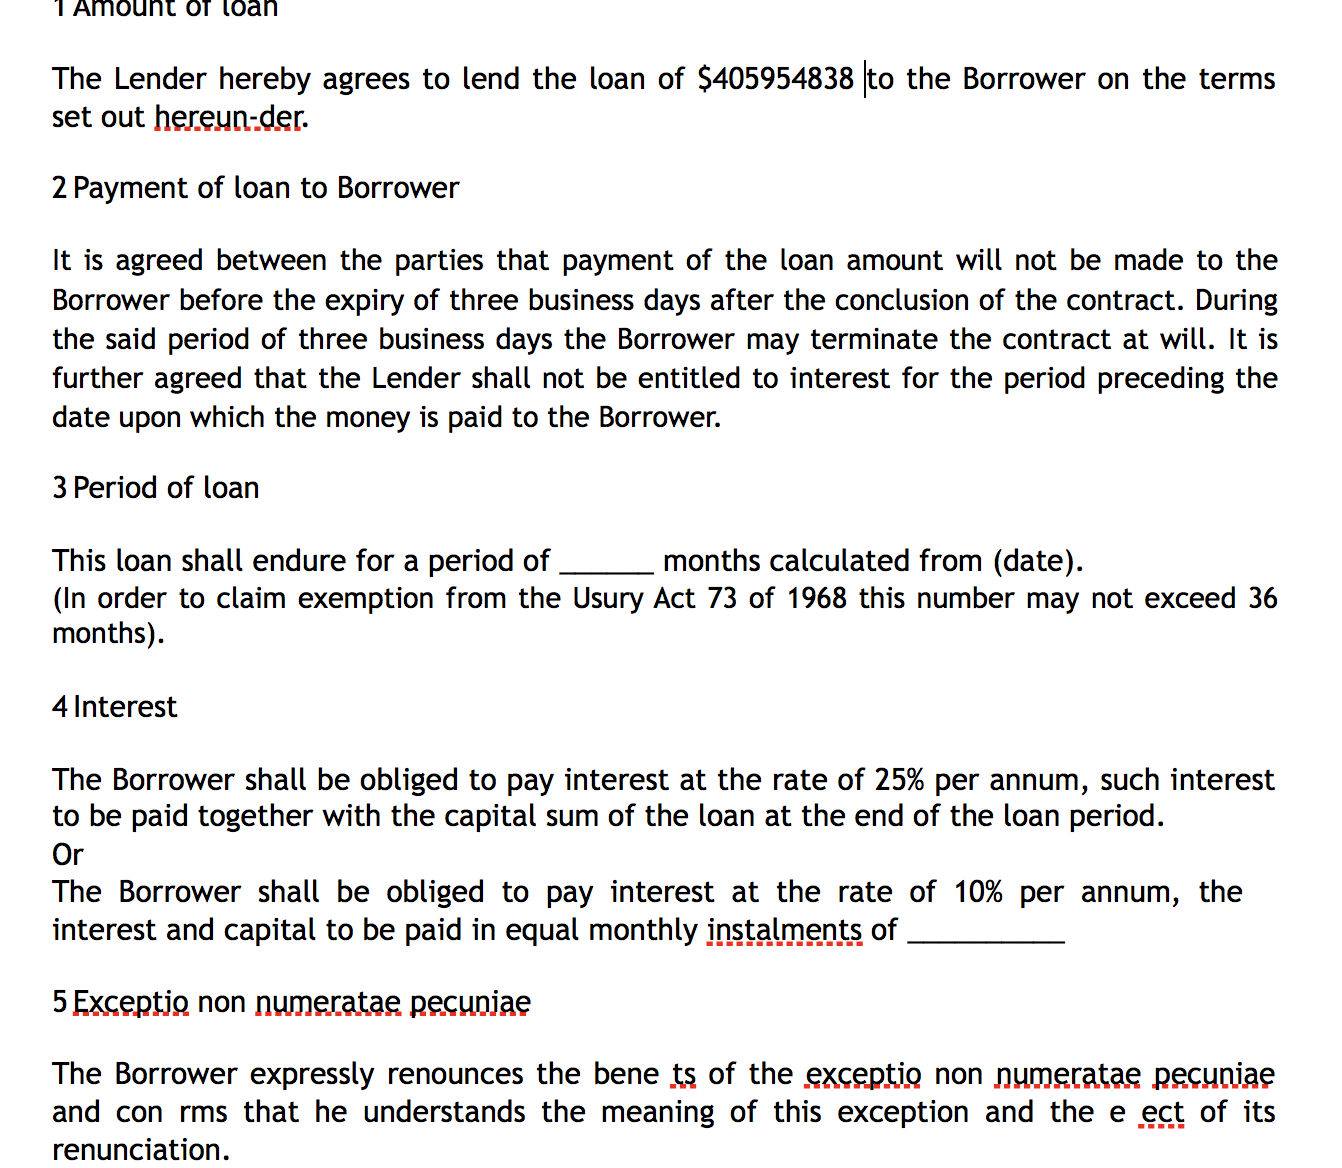 1 Amount of loan
The Lender hereby agrees to lend the loan of $405954838 to the Borrower on the terms
set out hereun-der.
2 Payment of loan to Borrower
It is agreed between the parties that payment of the loan amount will not be made to the
Borrower before the expiry of three business days after the conclusion of the contract. During
the said period of three business days the Borrower may terminate the contract at will. It is
further agreed that the Lender shall not be entitled to interest for the period preceding the
date upon which the money is paid to the Borrower.
3 Period of loan
This loan shall endure for a period of ______ months calculated from (date).
(In order to claim exemption from the Usury Act 73 of 1968 this number may not exceed 36
months).
4 Interest
The Borrower shall be obliged to pay interest at the rate of 25% per annum, such interest
to be paid together with the capital sum of the loan at the end of the loan period.
Or
The Borrower shall be obliged to pay interest at the rate of 10% per annum, the
interest and capital to be paid in equal monthly instalments of __________
5 Exceptio non numeratae pecuniae
The Borrower expressly renounces the bene ts of the exceptio non numeratae pecuniae
and con rms that he understands the meaning of this exception and the e ect of its
renunciation.